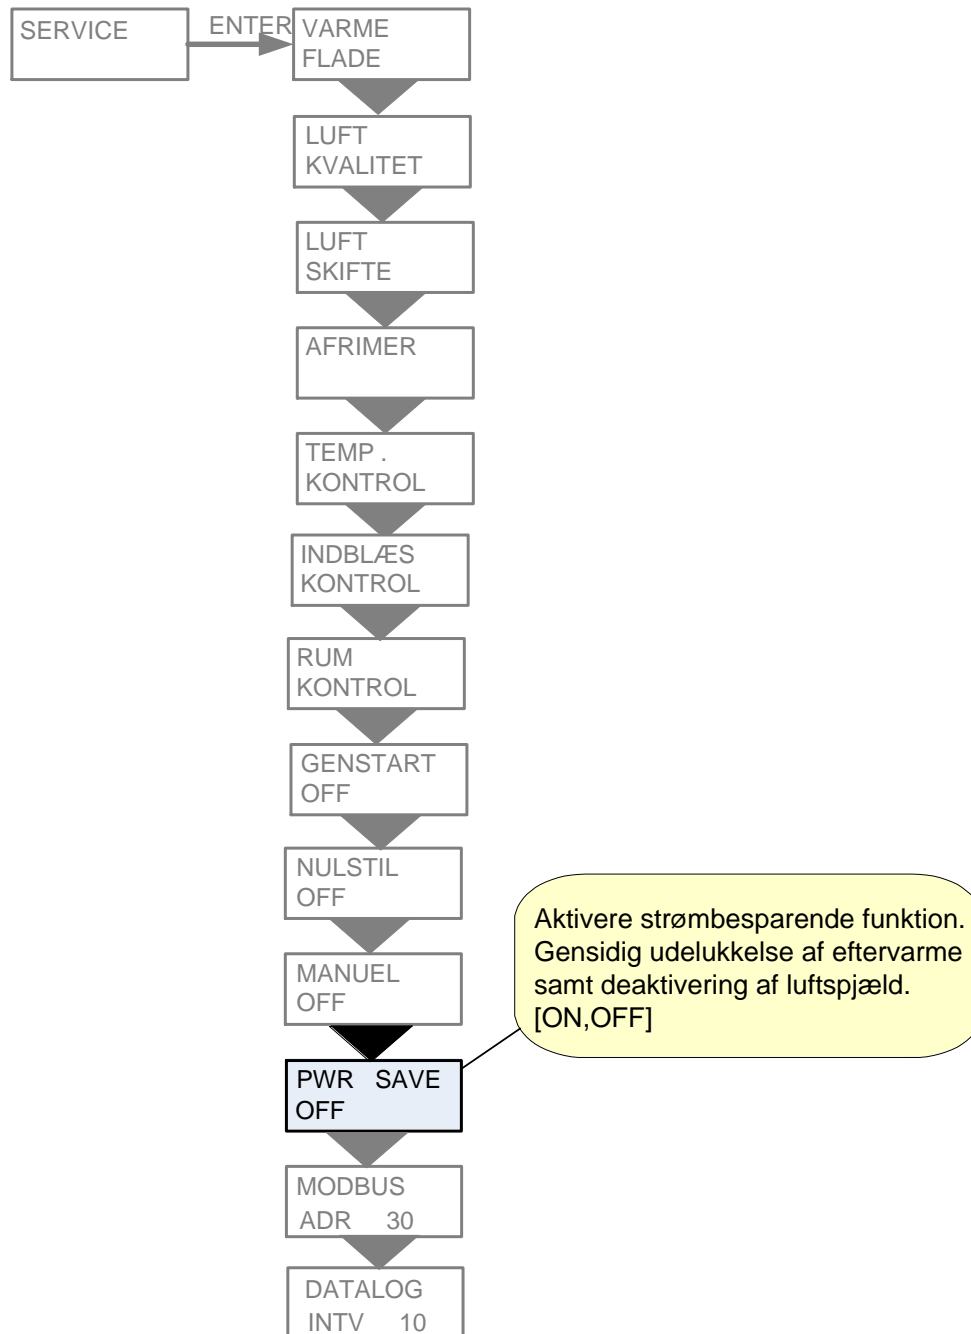 SERVICE
ENTER
VARME
FLADE
LUFT
KVALITET
LUFT
SKIFTE
AFRIMER
TEMP .
KONTROL
INDBLÆS
KONTROL
RUM
KONTROL
GENSTART
OFF
NULSTIL
OFF
MANUEL
OFF
Aktivere strømbesparende funktion.
Gensidig udelukkelse af eftervarme
samt deaktivering af luftspjæld.
[ON,OFF]
PWR SAVE
OFF
MODBUS
ADR 30
DATALOG
INTV 10